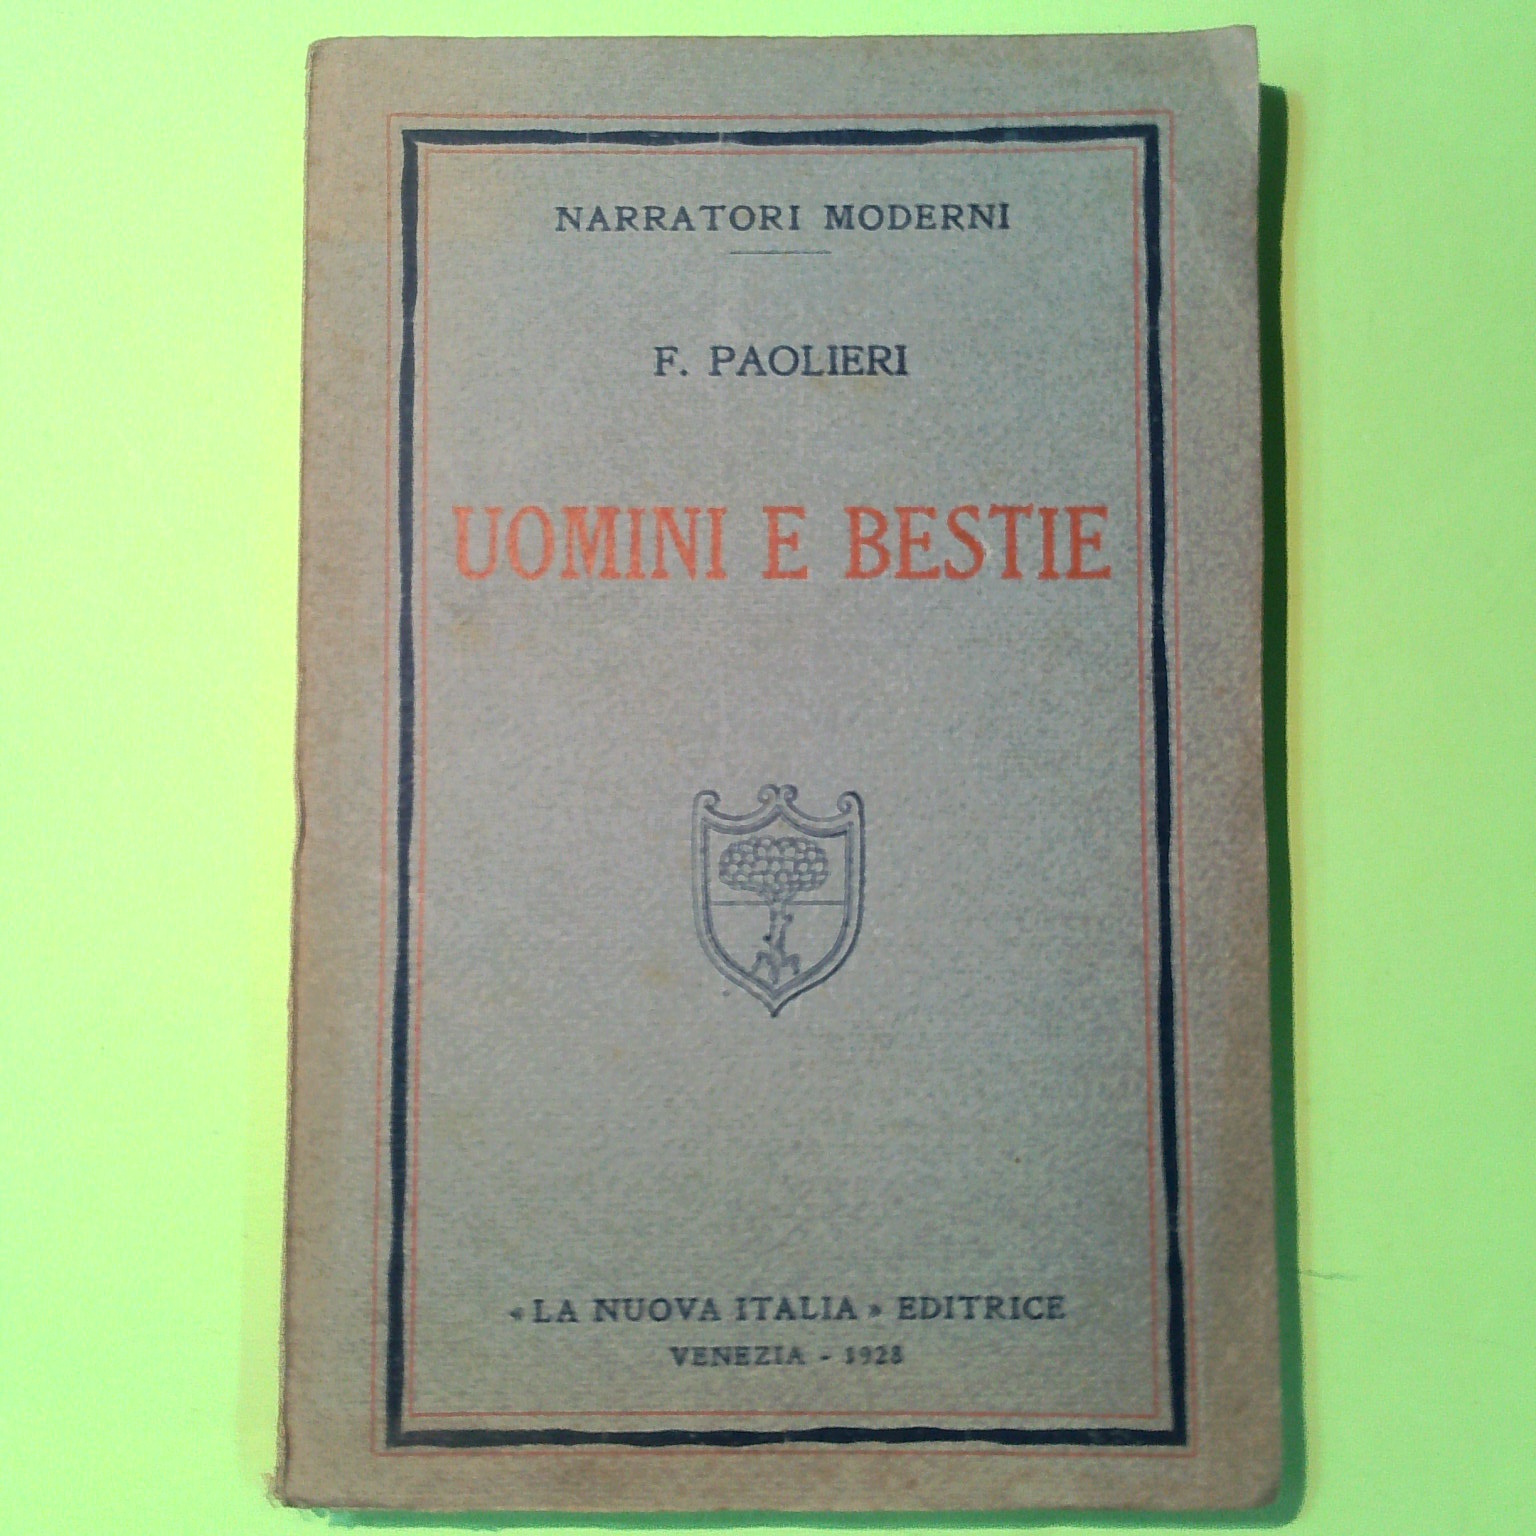 NARRATORI MODERNI
F. PAOLIERI
UOMINI E BESTIE
« LA NUOVA ITALIA » EDITRICE
VENEZIA - 1928